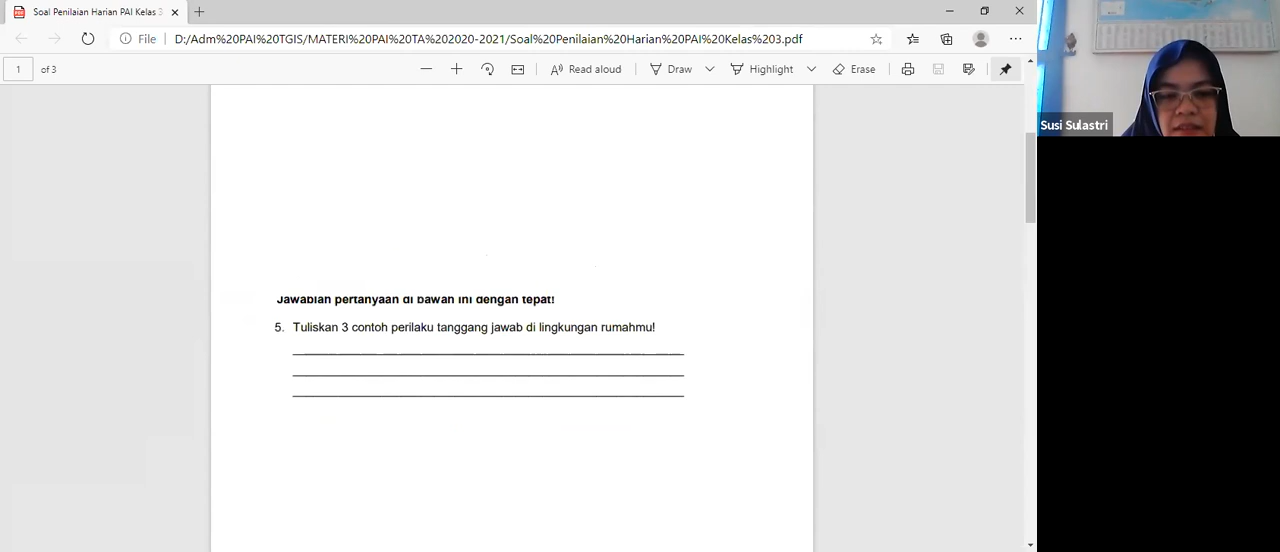 Soal Penilaian Harian PAI Kelas 3
File
D:/Adm%20PAI%20TGIS/MATERI%20PAI%20TA%202020-2021/Soal%20Penilaian%20Harian%20PAI%20Kelas%203.pdf
1 of 3
Read aloud
Draw
Highlight
Erase
Susi Sulastri
Jawablah pertanyaan di bawah ini dengan tepat!
5. Tuliskan 3 contoh perilaku tanggang jawab di lingkungan rumahmu!